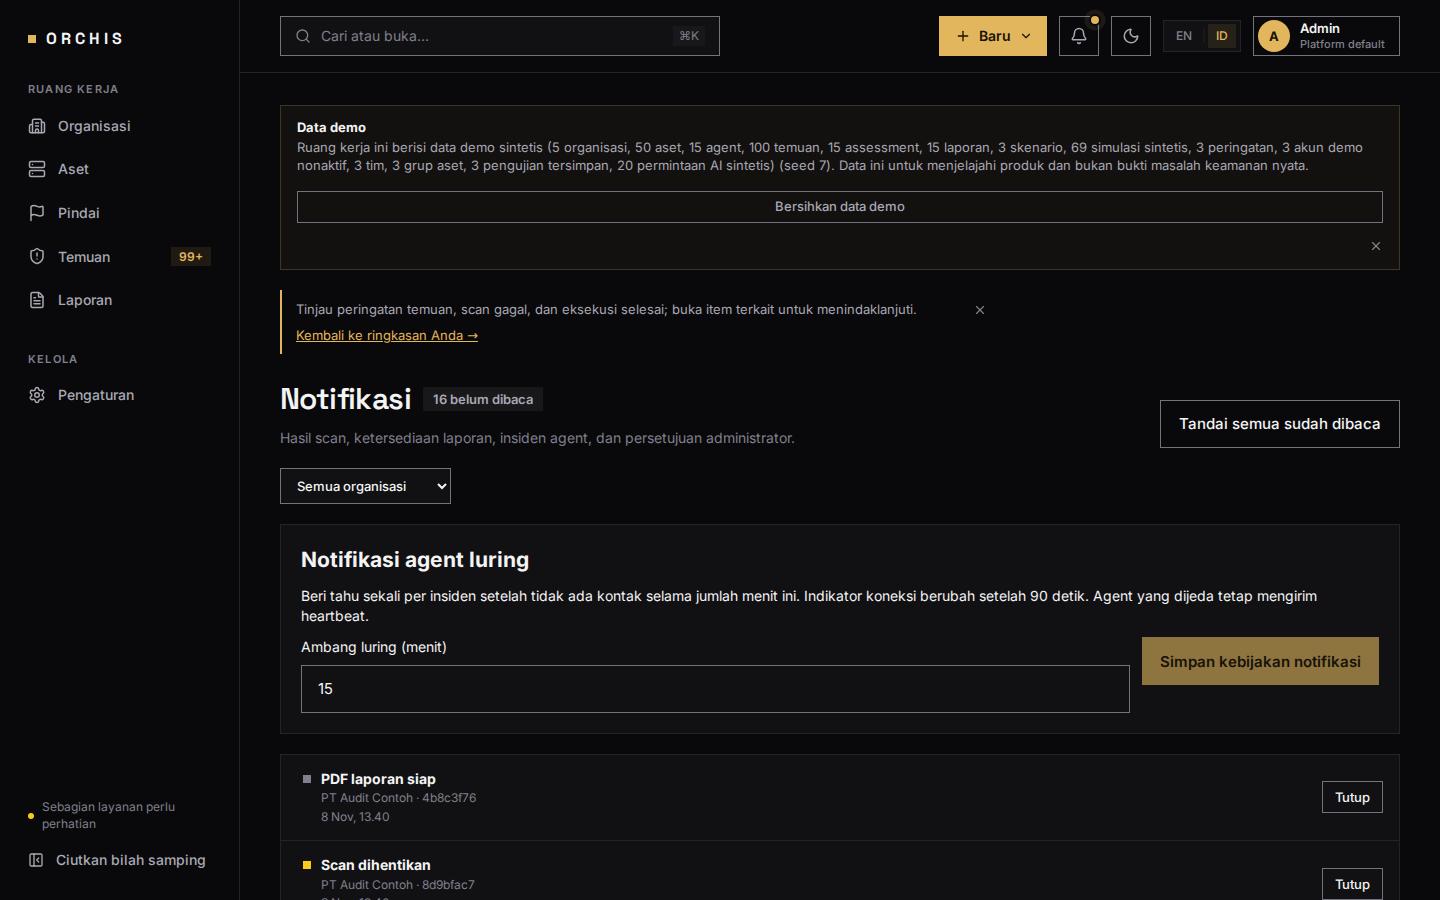 ORCHIS
RUANG KERJA
Organisasi
Aset
Pindai
Temuan 99+
Laporan
KELOLA
Pengaturan
Sebagian layanan perlu
perhatian
Ciutkan bilah samping
Cari atau buka... ⌘K
Baru
EN ID
A
Admin
Platform default
Data demo
Ruang kerja ini berisi data demo sintetis (5 organisasi, 50 aset, 15 agent, 100 temuan, 15 assessment, 15 laporan, 3 skenario, 69 simulasi sintetis, 3 peringatan, 3 akun demo
nonaktif, 3 tim, 3 grup aset, 3 pengujian tersimpan, 20 permintaan AI sintetis) (seed 7). Data ini untuk menjelajahi produk dan bukan bukti masalah keamanan nyata.
Bersihkan data demo
Tinjau peringatan temuan, scan gagal, dan eksekusi selesai; buka item terkait untuk menindaklanjuti.
Kembali ke ringkasan Anda →
Notifikasi 16 belum dibaca
Hasil scan, ketersediaan laporan, insiden agent, dan persetujuan administrator.
Tandai semua sudah dibaca
Semua organisasi
Notifikasi agent luring
Beri tahu sekali per insiden setelah tidak ada kontak selama jumlah menit ini. Indikator koneksi berubah setelah 90 detik. Agent yang dijeda tetap mengirim
heartbeat.
Ambang luring (menit)
15
Simpan kebijakan notifikasi
PDF laporan siap
PT Audit Contoh · 4b8c3f76
8 Nov, 13.40
Tutup
Scan dihentikan
PT Audit Contoh · 8d9bfac7
Tutup